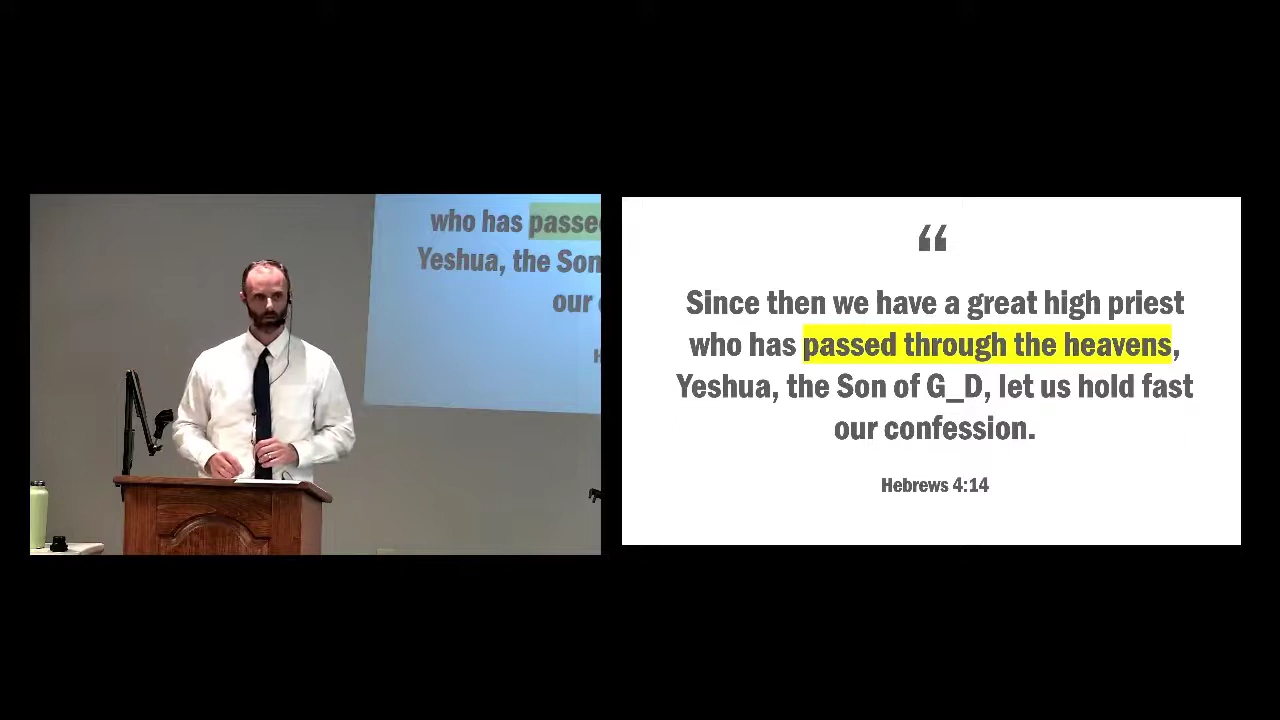 who has passe
Yeshua, the Son
our
H
“
Since then we have a great high priest
who has passed through the heavens,
Yeshua, the Son of G_D, let us hold fast
our confession.
Hebrews 4:14